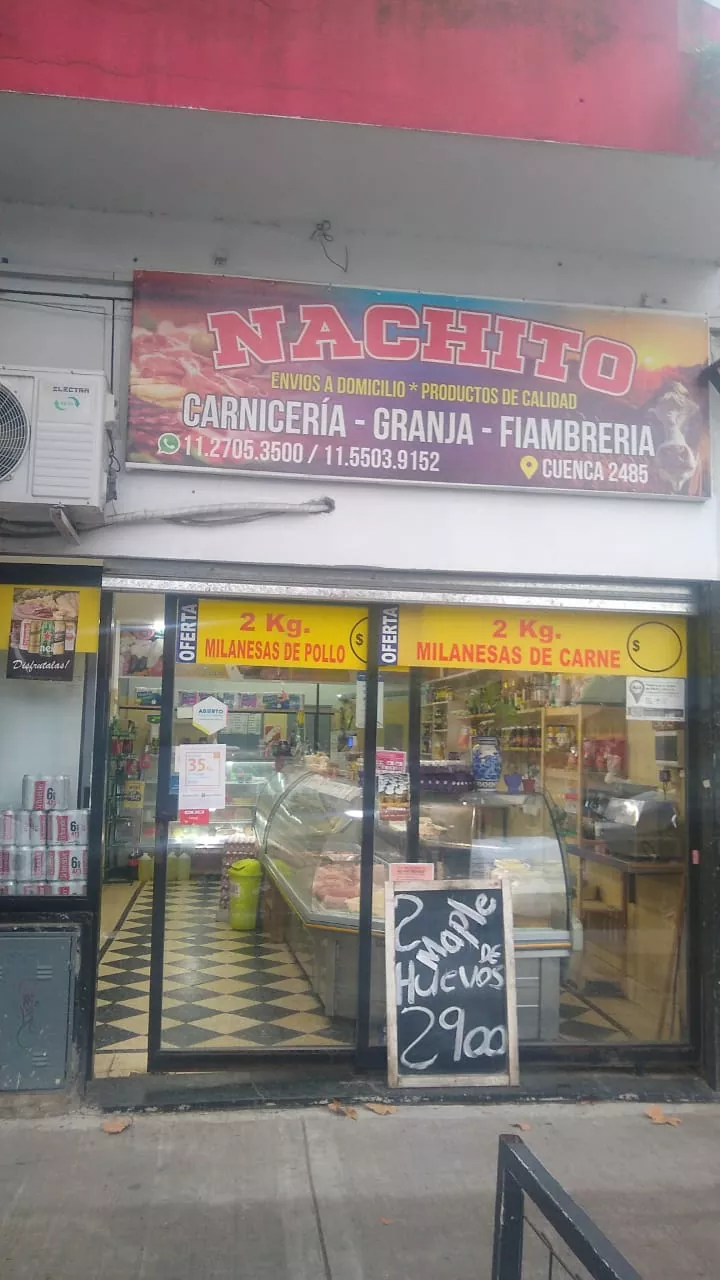 NACHITO
ENVIOS A DOMICILIO * PRODUCTOS DE CALIDAD
CARNICERÍA - GRANJA - FIAMBRERIA
11.2705.3500 / 11.5503.9152
CUENCA 2485
ELECTRA
OFERTA
2 Kg.
MILANESAS DE POLLO
$
OFERTA
2 Kg.
MILANESAS DE CARNE
$
Disfrutalas!
ABIERTO
35
2 Maple
DE
Huevos
2900